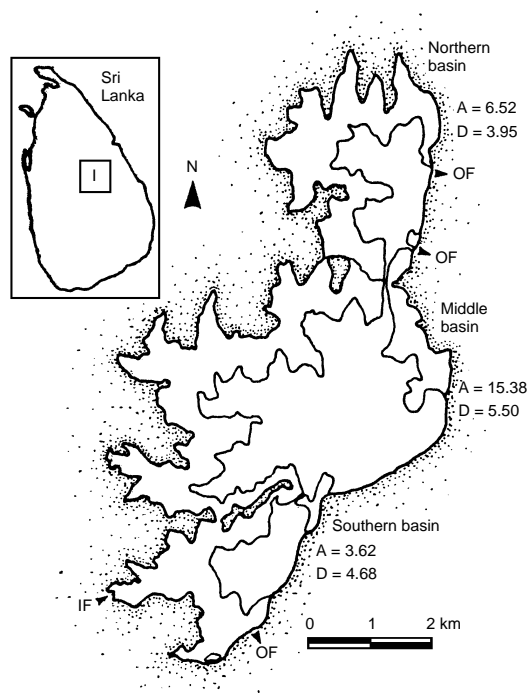 Sri
Lanka
I
N
Northern
basin
A = 6.52
D = 3.95
OF
OF
Middle
basin
A = 15.38
D = 5.50
Southern basin
A = 3.62
D = 4.68
IF
OF
0 1 2 km